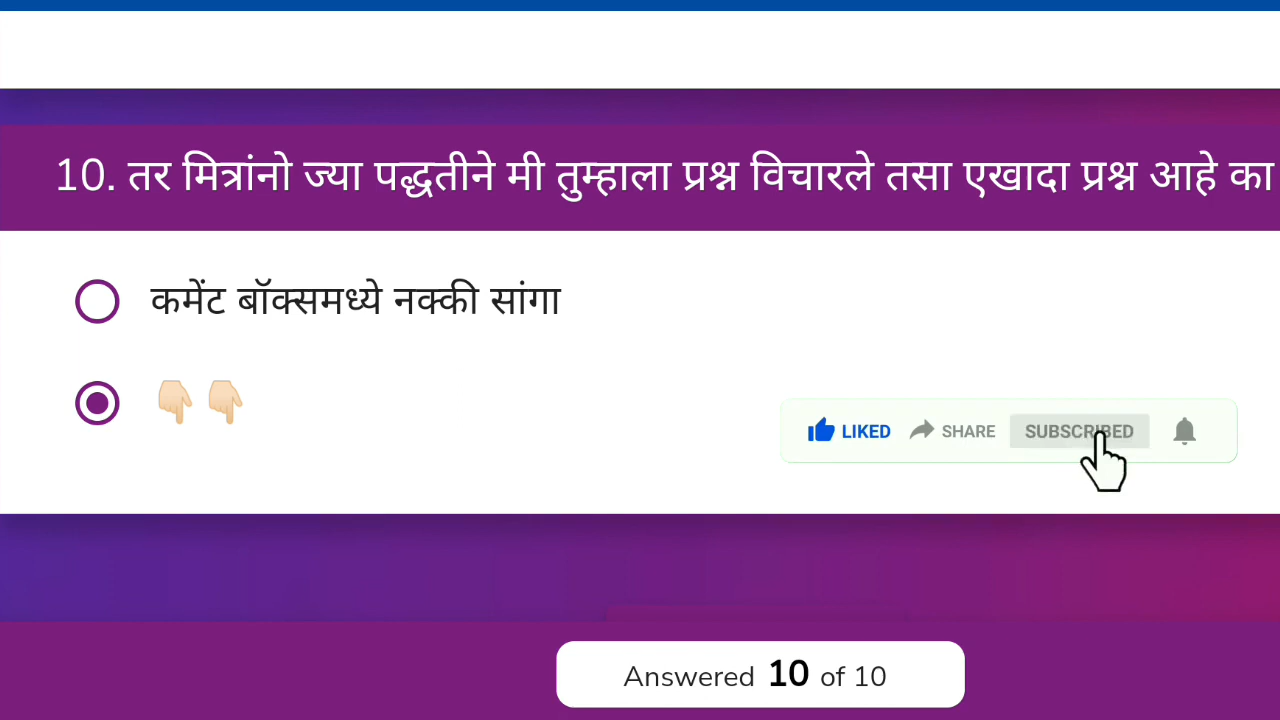 10. तर मित्रांनो ज्या पद्धतीने मी तुम्हाला प्रश्न विचारले तसा एखादा प्रश्न आहे का
कमेंट बॉक्समध्ये नक्की सांगा
👇🏻👇🏻
LIKED SHARE SUBSCRIBED
Answered 10 of 10